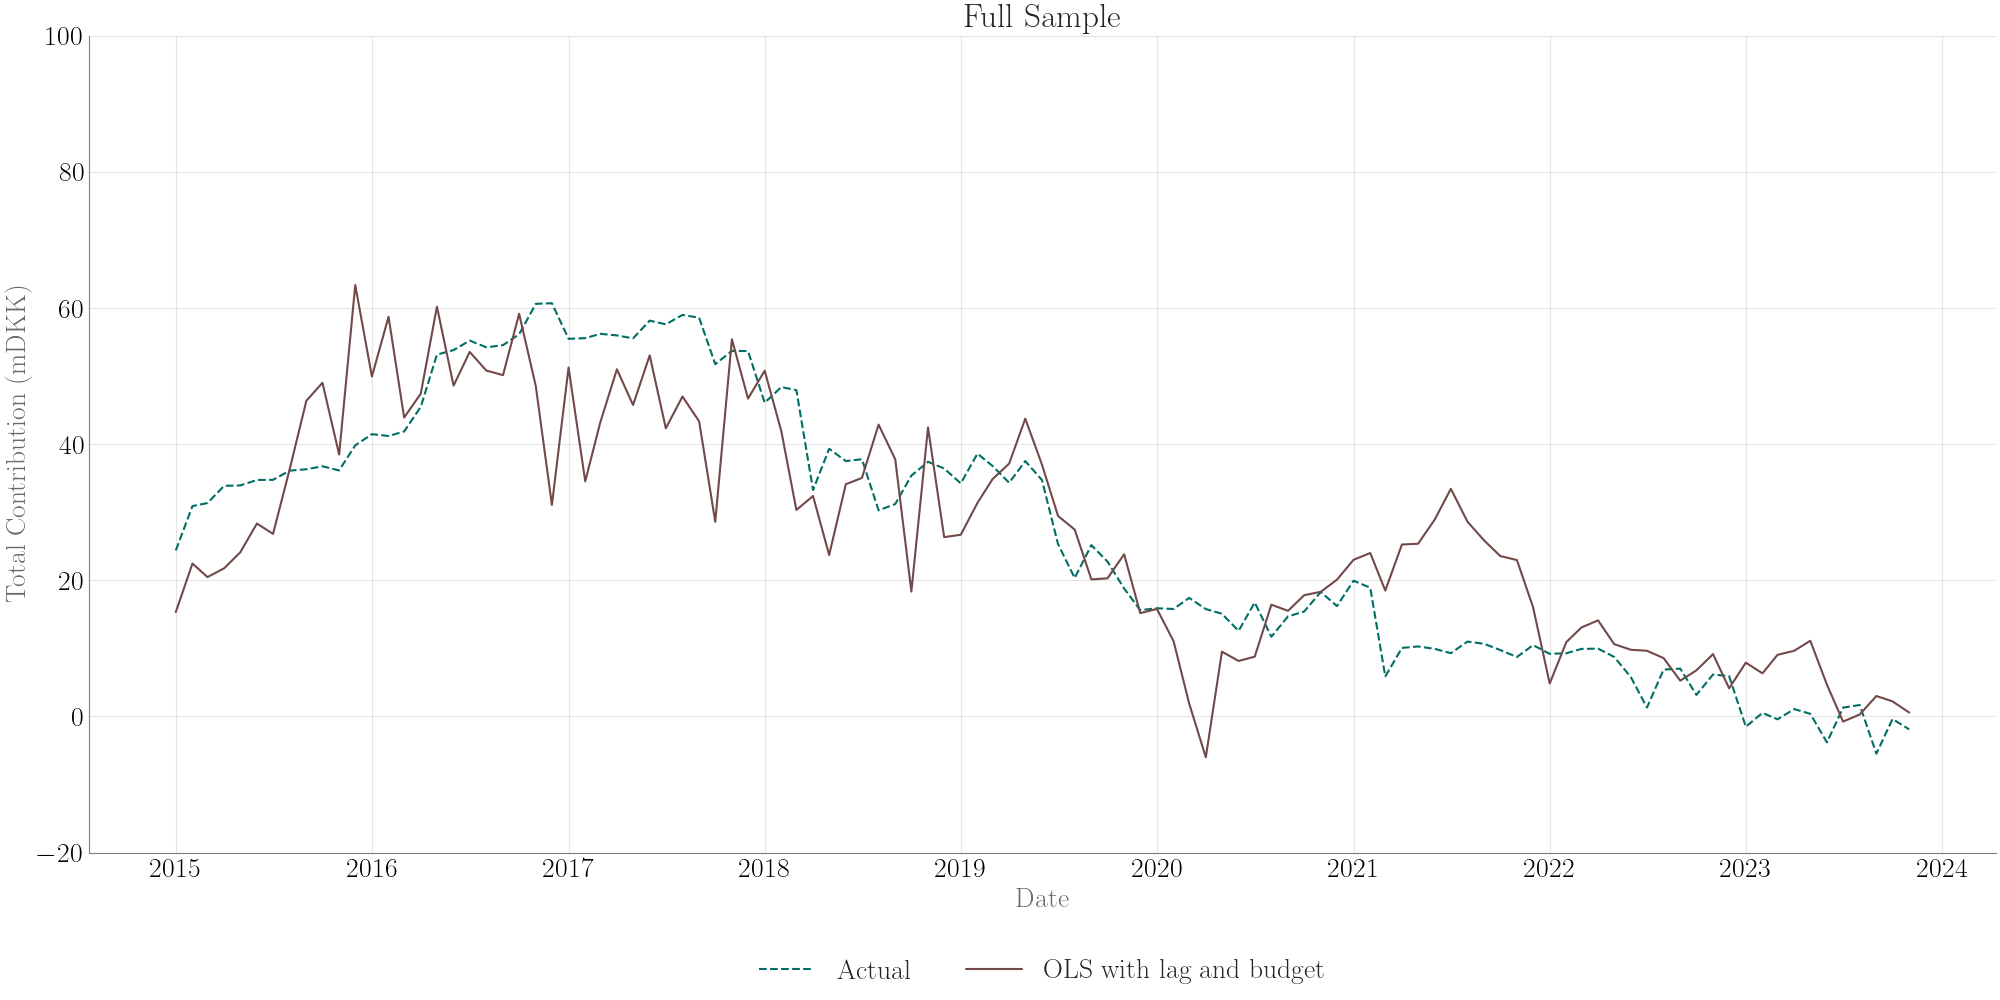 Full Sample
Total Contribution (mDKK)
100
80
60
40
20
0
−20
2015 2016 2017 2018 2019 2020 2021 2022 2023 2024
Date
Actual OLS with lag and budget